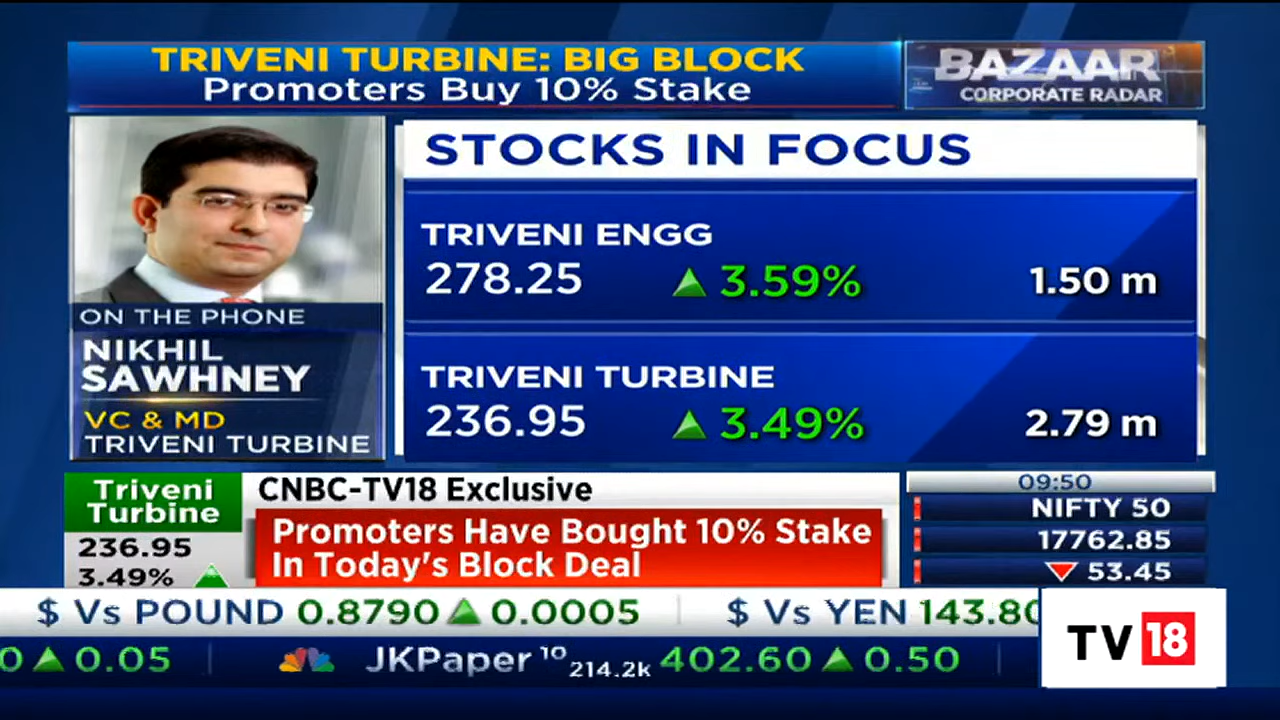 TRIVENI TURBINE: BIG BLOCK
Promoters Buy 10% Stake
BAZAAR
CORPORATE RADAR
STOCKS IN FOCUS
TRIVENI ENGG
278.25 ▲ 3.59% 1.50 m
TRIVENI TURBINE
236.95 ▲ 3.49% 2.79 m
ON THE PHONE
NIKHIL
SAWHNEY
VC & MD
TRIVENI TURBINE
Triveni
Turbine
236.95
3.49% ▲
CNBC-TV18 Exclusive
Promoters Have Bought 10% Stake
In Today's Block Deal
09:50
NIFTY 50
17762.85
▼ 53.45
$ Vs POUND 0.8790 ▲ 0.0005 $ Vs YEN 143.80
0 ▲ 0.05 JKPaper 10 214.2k 402.60 ▲ 0.50
TV18